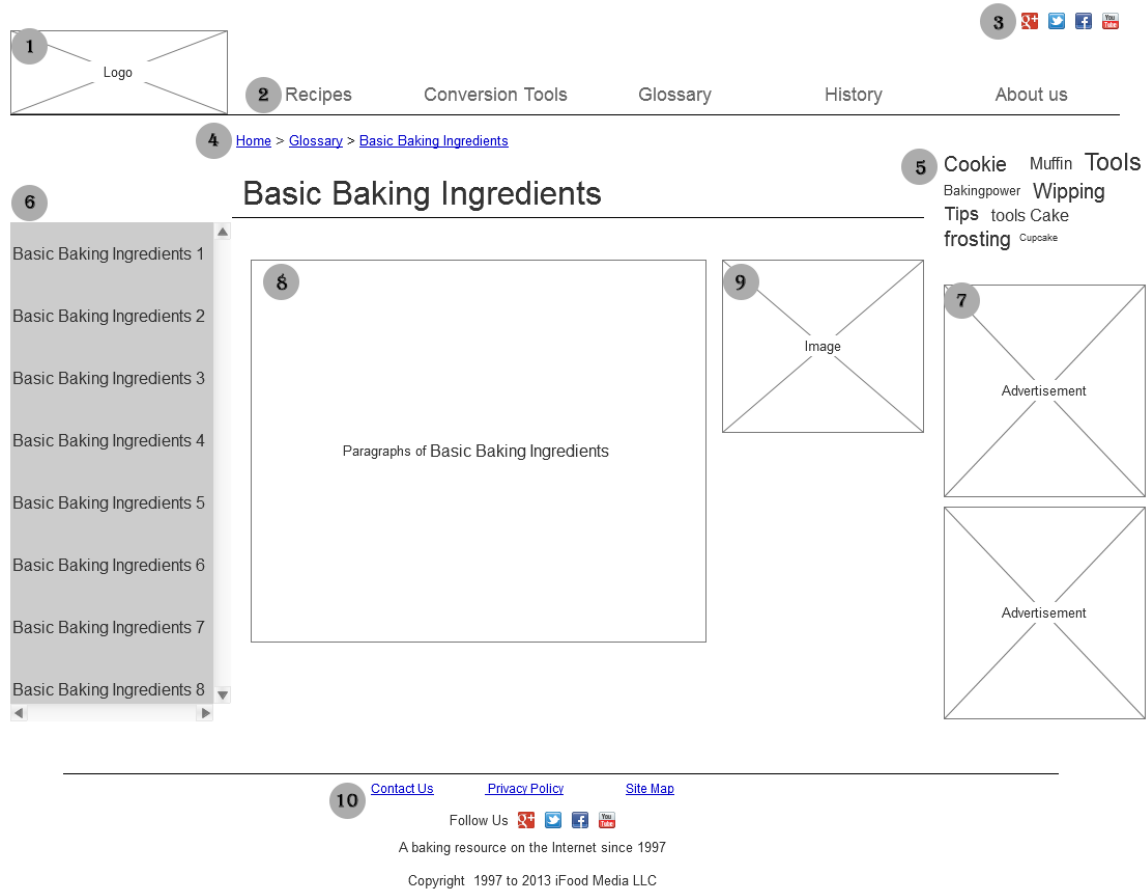 3
1
Logo
2 Recipes Conversion Tools Glossary History About us
4 Home > Glossary > Basic Baking Ingredients
5 Cookie Muffin Tools
Bakingpower Wipping
Tips tools Cake
frosting Cupcake
6
Basic Baking Ingredients
Basic Baking Ingredients 1
Basic Baking Ingredients 2
Basic Baking Ingredients 3
Basic Baking Ingredients 4
Basic Baking Ingredients 5
Basic Baking Ingredients 6
Basic Baking Ingredients 7
Basic Baking Ingredients 8
8
Paragraphs of Basic Baking Ingredients
9
Image
7
Advertisement
Advertisement
10 Contact Us Privacy Policy Site Map
Follow Us
A baking resource on the Internet since 1997
Copyright 1997 to 2013 iFood Media LLC